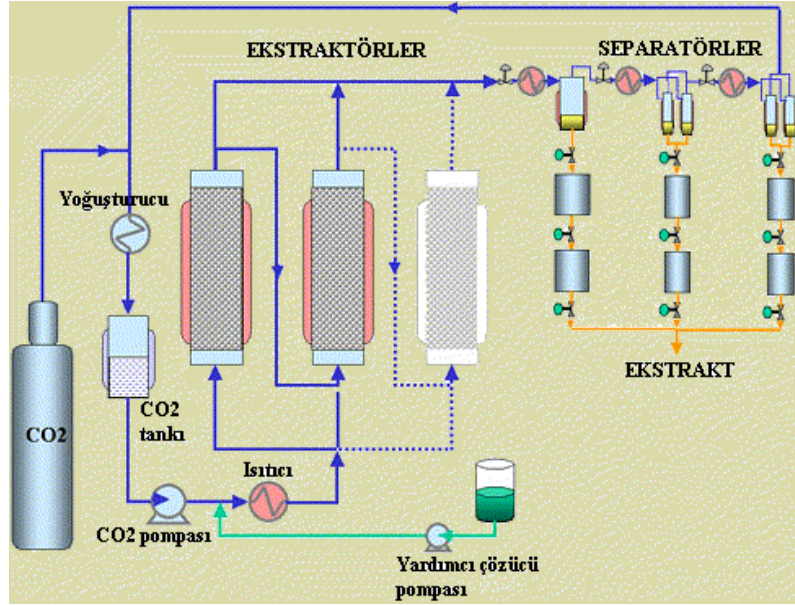 EKSTRAKTÖRLER
SEPARATÖRLER
Yoğuşturucu
CO2
CO2
tankı
EKSTRAKT
Isıtıcı
CO2 pompası
Yardımcı çözücü
pompası